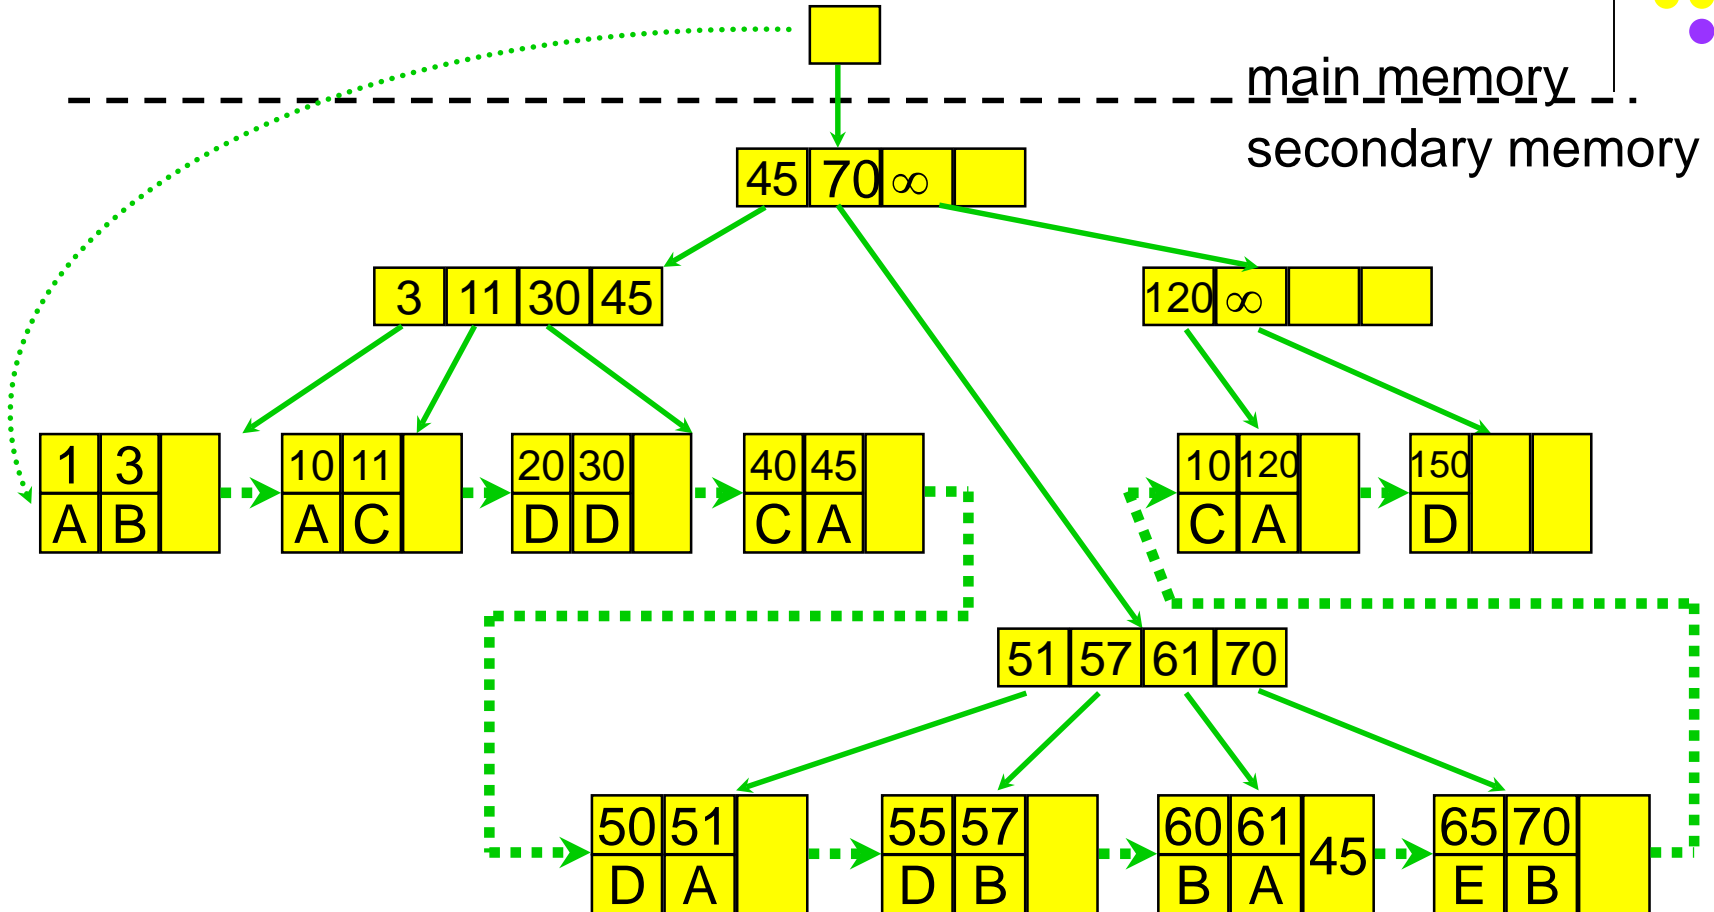 main memory
secondary memory
45 70 ∞
3 11 30 45
120 ∞
1 3
A B
10 11
A C
20 30
D D
40 45
C A
10 120
C A
150
D
51 57 61 70
50 51
D A
55 57
D B
60 61
B A
45
65 70
E B